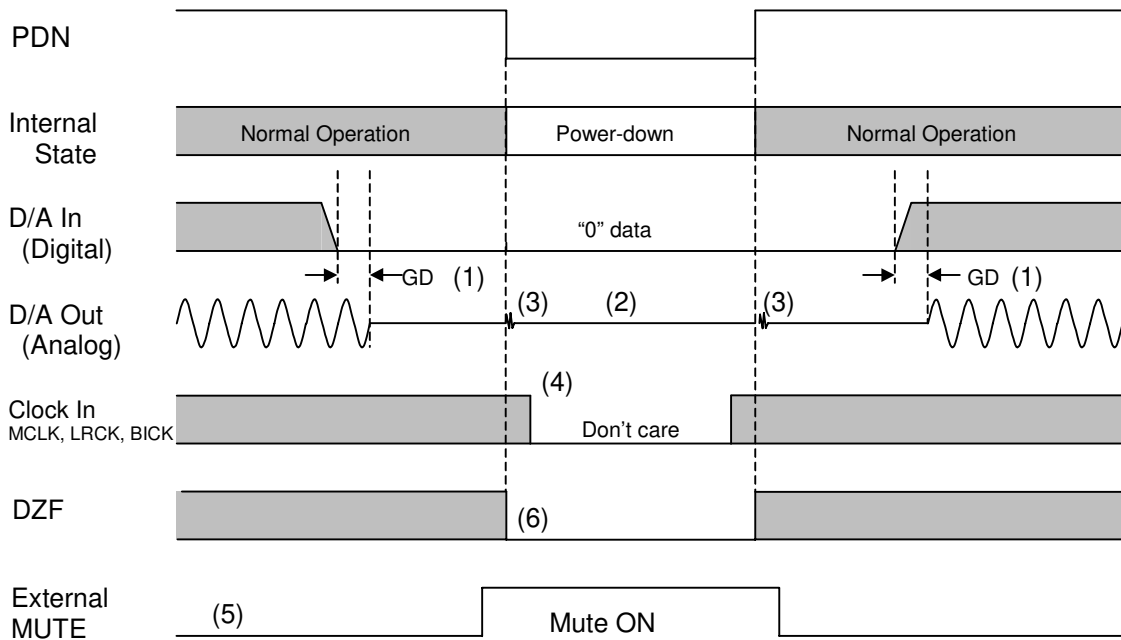 PDN
Internal
State
Normal Operation
Power-down
Normal Operation
D/A In
(Digital)
“0” data
GD (1)
GD (1)
D/A Out
(Analog)
(3)
(2)
(3)
Clock In
MCLK, LRCK, BICK
(4)
Don’t care
DZF
(6)
External
MUTE
(5)
Mute ON